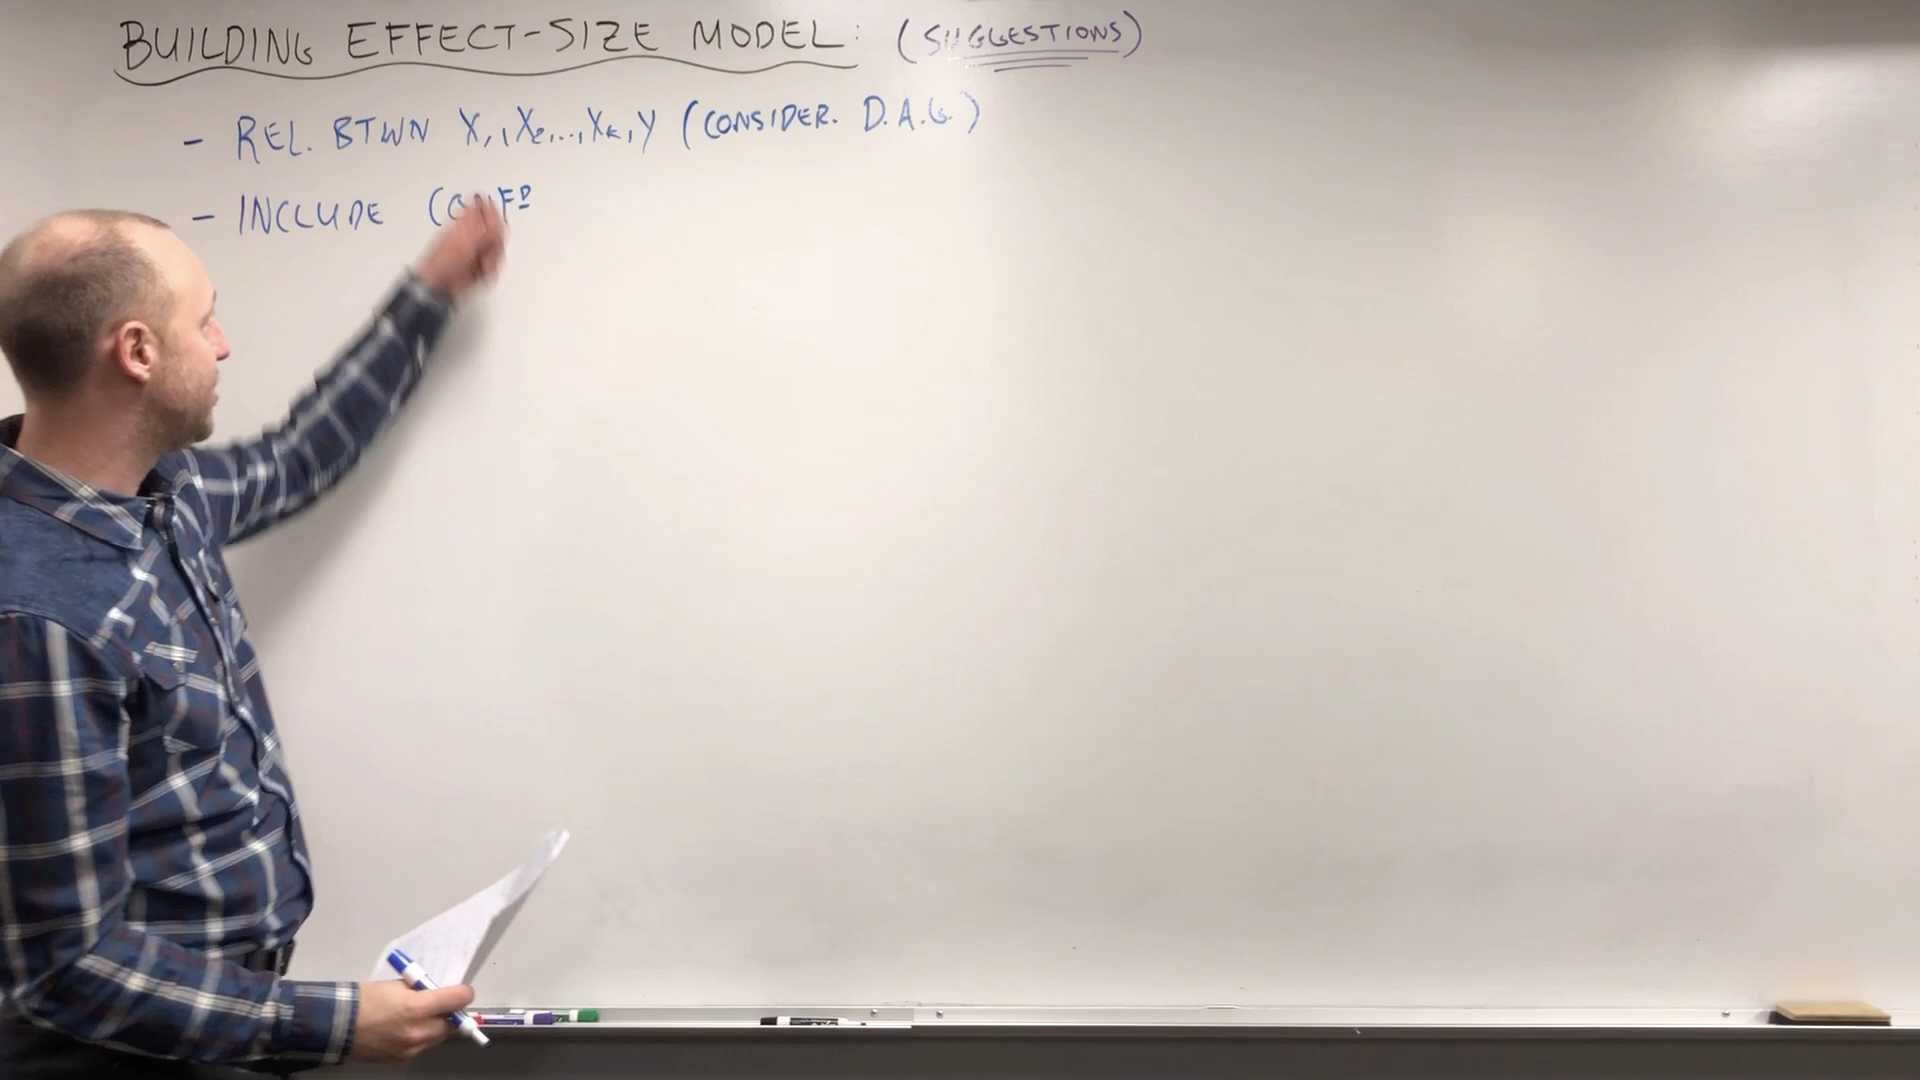 BUILDING EFFECT-SIZE MODEL: (SUGGESTIONS)
- REL. BTWN X₁, X₂, ..., Xₖ, Y (CONSIDER. D.A.G.)
- INCLUDE